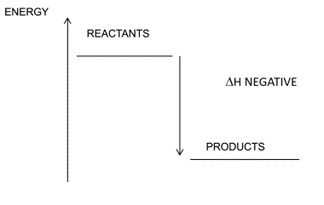 ENERGY
REACTANTS
ΔH NEGATIVE
PRODUCTS